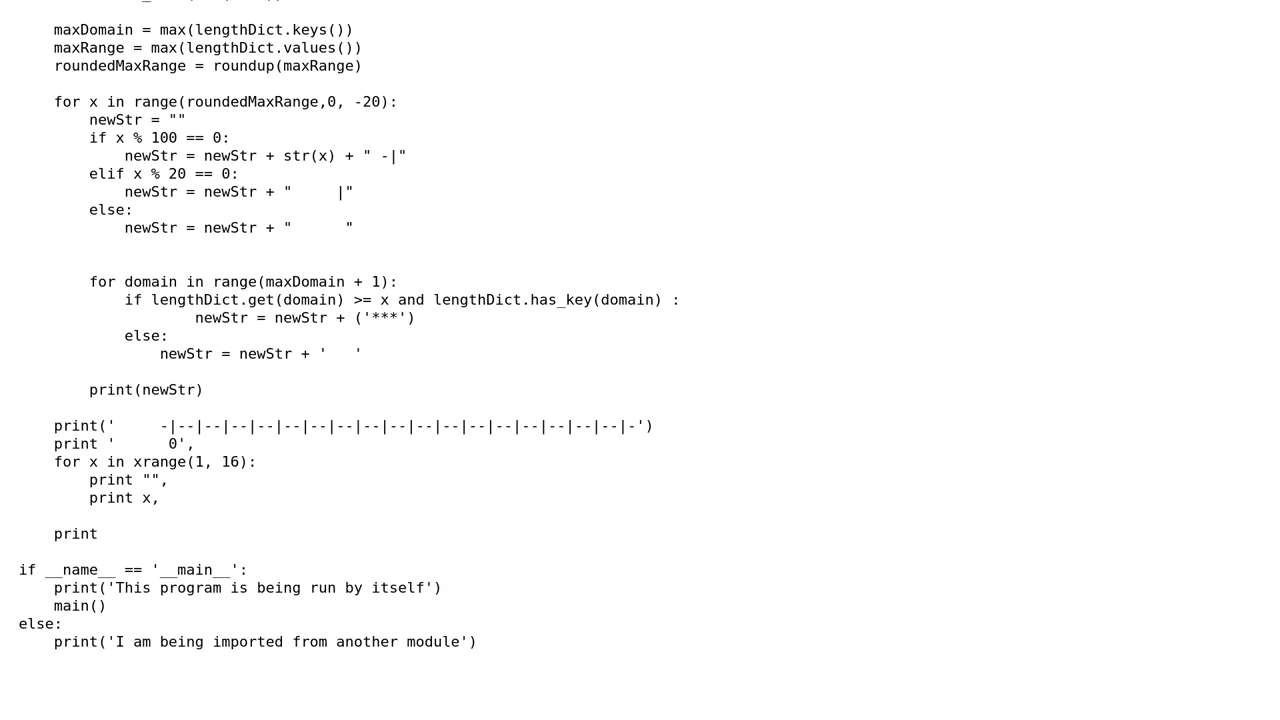 maxDomain = max(lengthDict.keys())
    maxRange = max(lengthDict.values())
    roundedMaxRange = roundup(maxRange)

    for x in range(roundedMaxRange,0, -20):
        newStr = ""
        if x % 100 == 0:
            newStr = newStr + str(x) + " -|"
        elif x % 20 == 0:
            newStr = newStr + "     |"
        else:
            newStr = newStr + "      "


        for domain in range(maxDomain + 1):
            if lengthDict.get(domain) >= x and lengthDict.has_key(domain) :
                    newStr = newStr + ('***')
            else:
                newStr = newStr + '   '

        print(newStr)

    print('     -|--|--|--|--|--|--|--|--|--|--|--|--|--|--|--|--|--|-')
    print '      0',
    for x in xrange(1, 16):
        print "",
        print x,

    print

if __name__ == '__main__':
    print('This program is being run by itself')
    main()
else:
    print('I am being imported from another module')